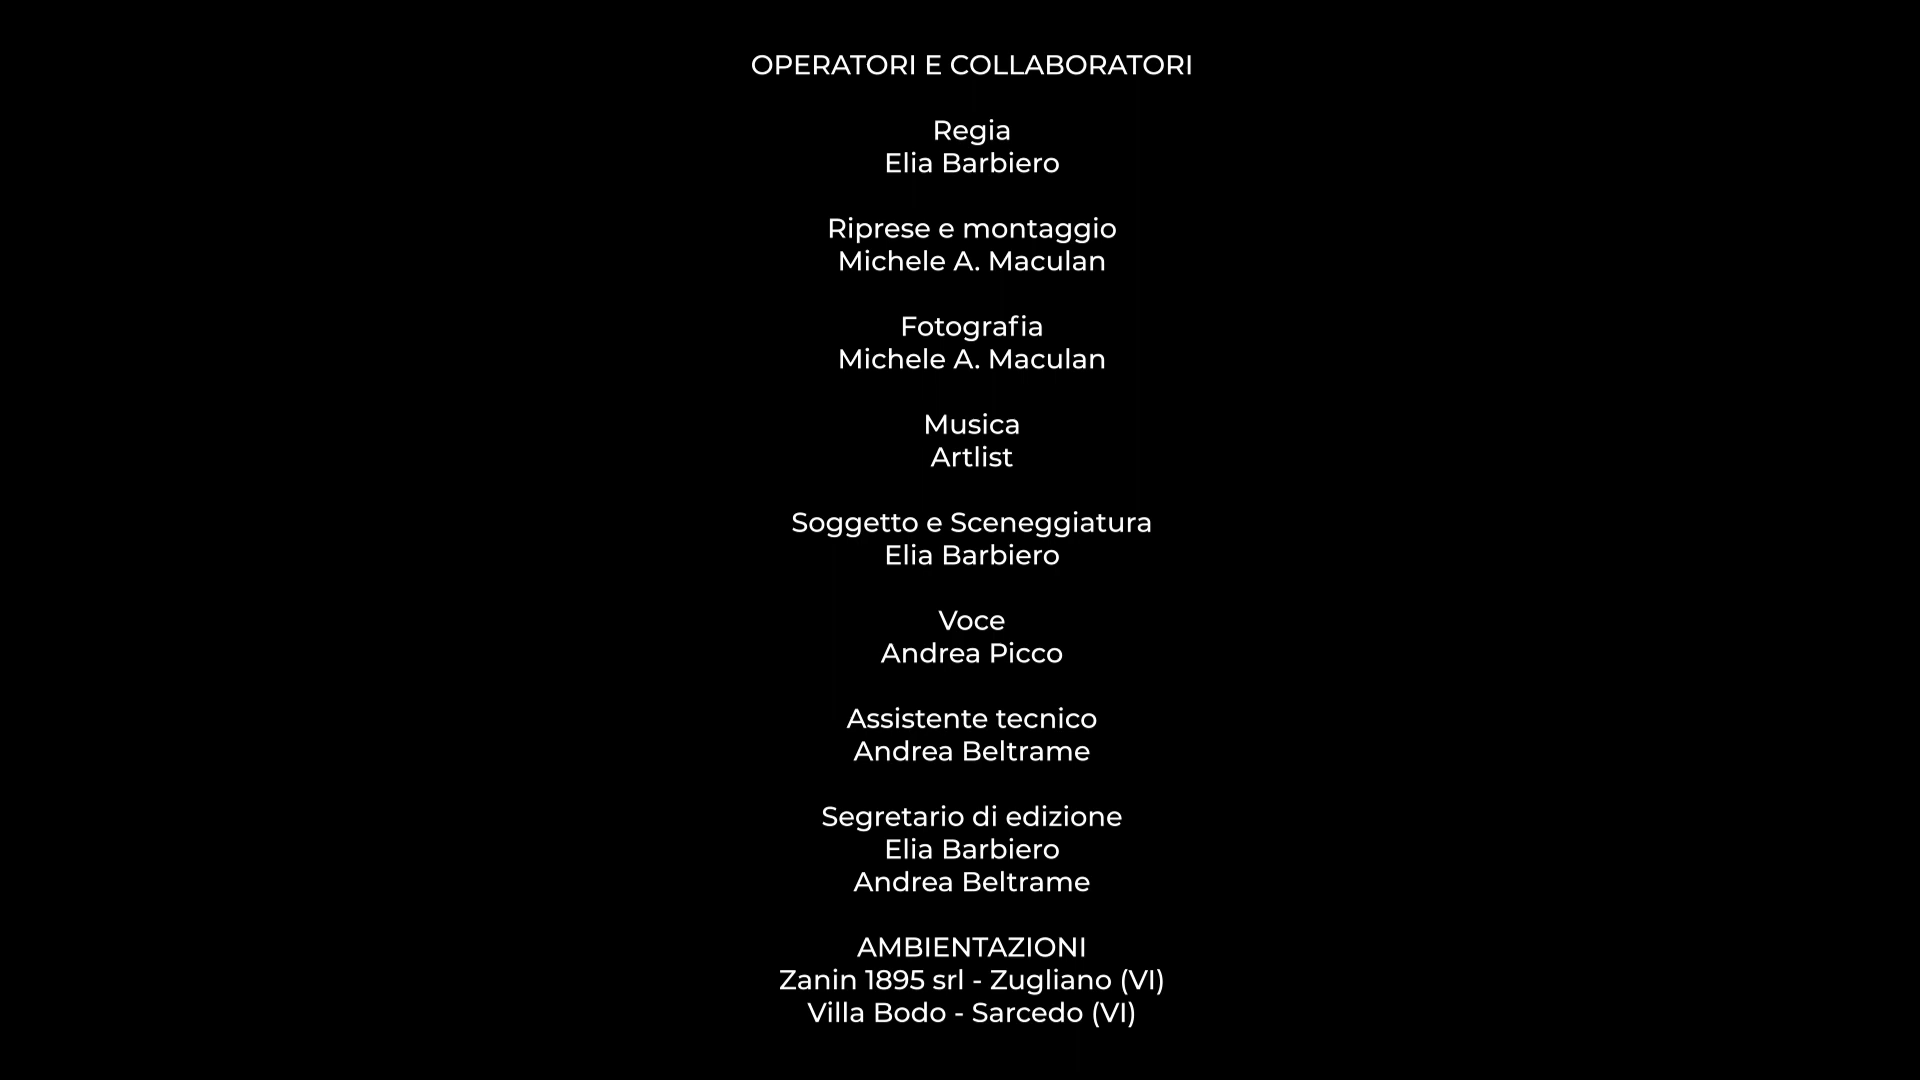 OPERATORI E COLLABORATORI
Regia
Elia Barbiero
Riprese e montaggio
Michele A. Maculan
Fotografia
Michele A. Maculan
Musica
Artlist
Soggetto e Sceneggiatura
Elia Barbiero
Voce
Andrea Picco
Assistente tecnico
Andrea Beltrame
Segretario di edizione
Elia Barbiero
Andrea Beltrame
AMBIENTAZIONI
Zanin 1895 srl - Zugliano (VI)
Villa Bodo - Sarcedo (VI)